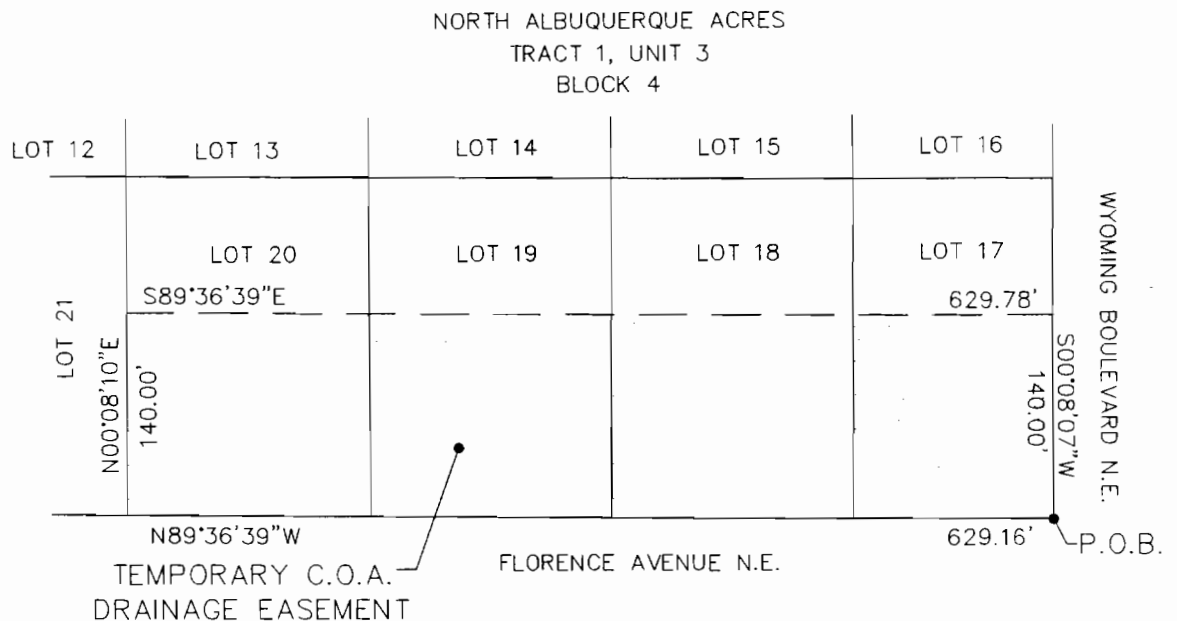 NORTH ALBUQUERQUE ACRES
TRACT 1, UNIT 3
BLOCK 4
LOT 12
LOT 13
LOT 14
LOT 15
LOT 16
LOT 20
LOT 19
LOT 18
LOT 17
S89°36'39"E
629.78'
LOT 21
N00°08'10"E
140.00'
140.00'
S00°08'07"W
WYOMING BOULEVARD N.E.
N89°36'39"W
629.16'
P.O.B.
TEMPORARY C.O.A.
DRAINAGE EASEMENT
FLORENCE AVENUE N.E.